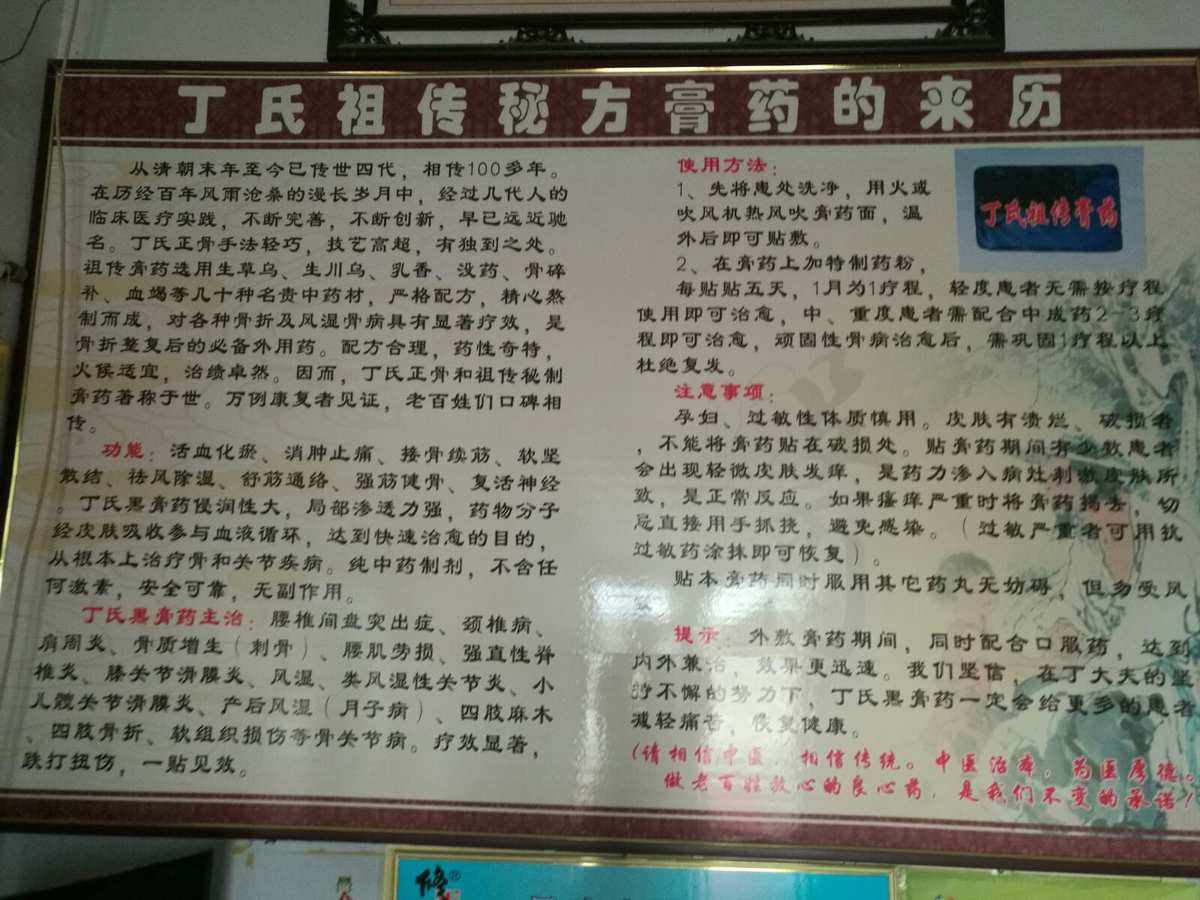 丁氏祖传秘方膏药的来历
从清朝末年至今已传世四代，相传100多年。
在历经百年风雨沧桑的漫长岁月中，经过几代人的
临床医疗实践，不断完善，不断创新，早已远近驰
名。丁氏正骨手法轻巧，技艺高超，有独到之处。
祖传膏药选用生草乌、生川乌、乳香、没药、骨碎
补、血竭等几十种名贵中药材，严格配方，精心熬
制而成，对各种骨折及风湿骨病具有显著疗效，是
骨折整复后的必备外用药。配方合理，药性奇特，
火候适宜，治绩卓然。因而，丁氏正骨和祖传秘制
膏药著称于世。万例康复者见证，老百姓们口碑相
传。
功能：活血化瘀、消肿止痛、接骨续筋、软坚
散结、祛风除湿、舒筋通络、强筋健骨、复活神经
。丁氏黑膏药侵润性大，局部渗透力强，药物分子
经皮肤吸收参与血液循环，达到快速治愈的目的，
从根本上治疗骨和关节疾病。纯中药制剂，不含任
何激素，安全可靠，无副作用。
丁氏黑膏药主治：腰椎间盘突出症、颈椎病、
肩周炎、骨质增生（刺骨）、腰肌劳损、强直性脊
椎炎、膝关节滑膜炎、风湿、类风湿性关节炎、小
儿髋关节滑膜炎、产后风湿（月子病）、四肢麻木
、四肢骨折、软组织损伤等骨关节病。疗效显著，
跌打扭伤，一贴见效。
使用方法：
1、先将患处洗净，用火或
吹风机热风吹膏药面，温
外后即可贴敷。
2、在膏药上加特制药粉，
每贴贴五天，1月为1疗程，轻度患者无需按疗程
使用即可治愈，中、重度患者需配合中成药2-3疗
程即可治愈，顽固性骨病治愈后，需巩固1疗程以上
杜绝复发。
丁氏祖传膏药
注意事项：
孕妇、过敏性体质慎用。皮肤有溃烂、破损者
，不能将膏药贴在破损处。贴膏药期间有少数患者
会出现轻微皮肤发痒，是药力渗入病灶刺激皮肤所
致，是正常反应。如果瘙痒严重时将膏药揭去，切
忌直接用手抓挠，避免感染。（过敏严重者可用抗
过敏药涂抹即可恢复）。
贴本膏药同时服用其它药丸无妨碍，但勿受风
提示：外敷膏药期间，同时配合口服药，达到
内外兼治，效果更迅速。我们坚信，在丁大夫的坚
持不懈的努力下，丁氏黑膏药一定会给更多的患者
减轻痛苦，恢复健康。
（请相信中医，相信传统。中医治本，为医厚德。
做老百姓放心的良心药，是我们不变的承诺！
修®